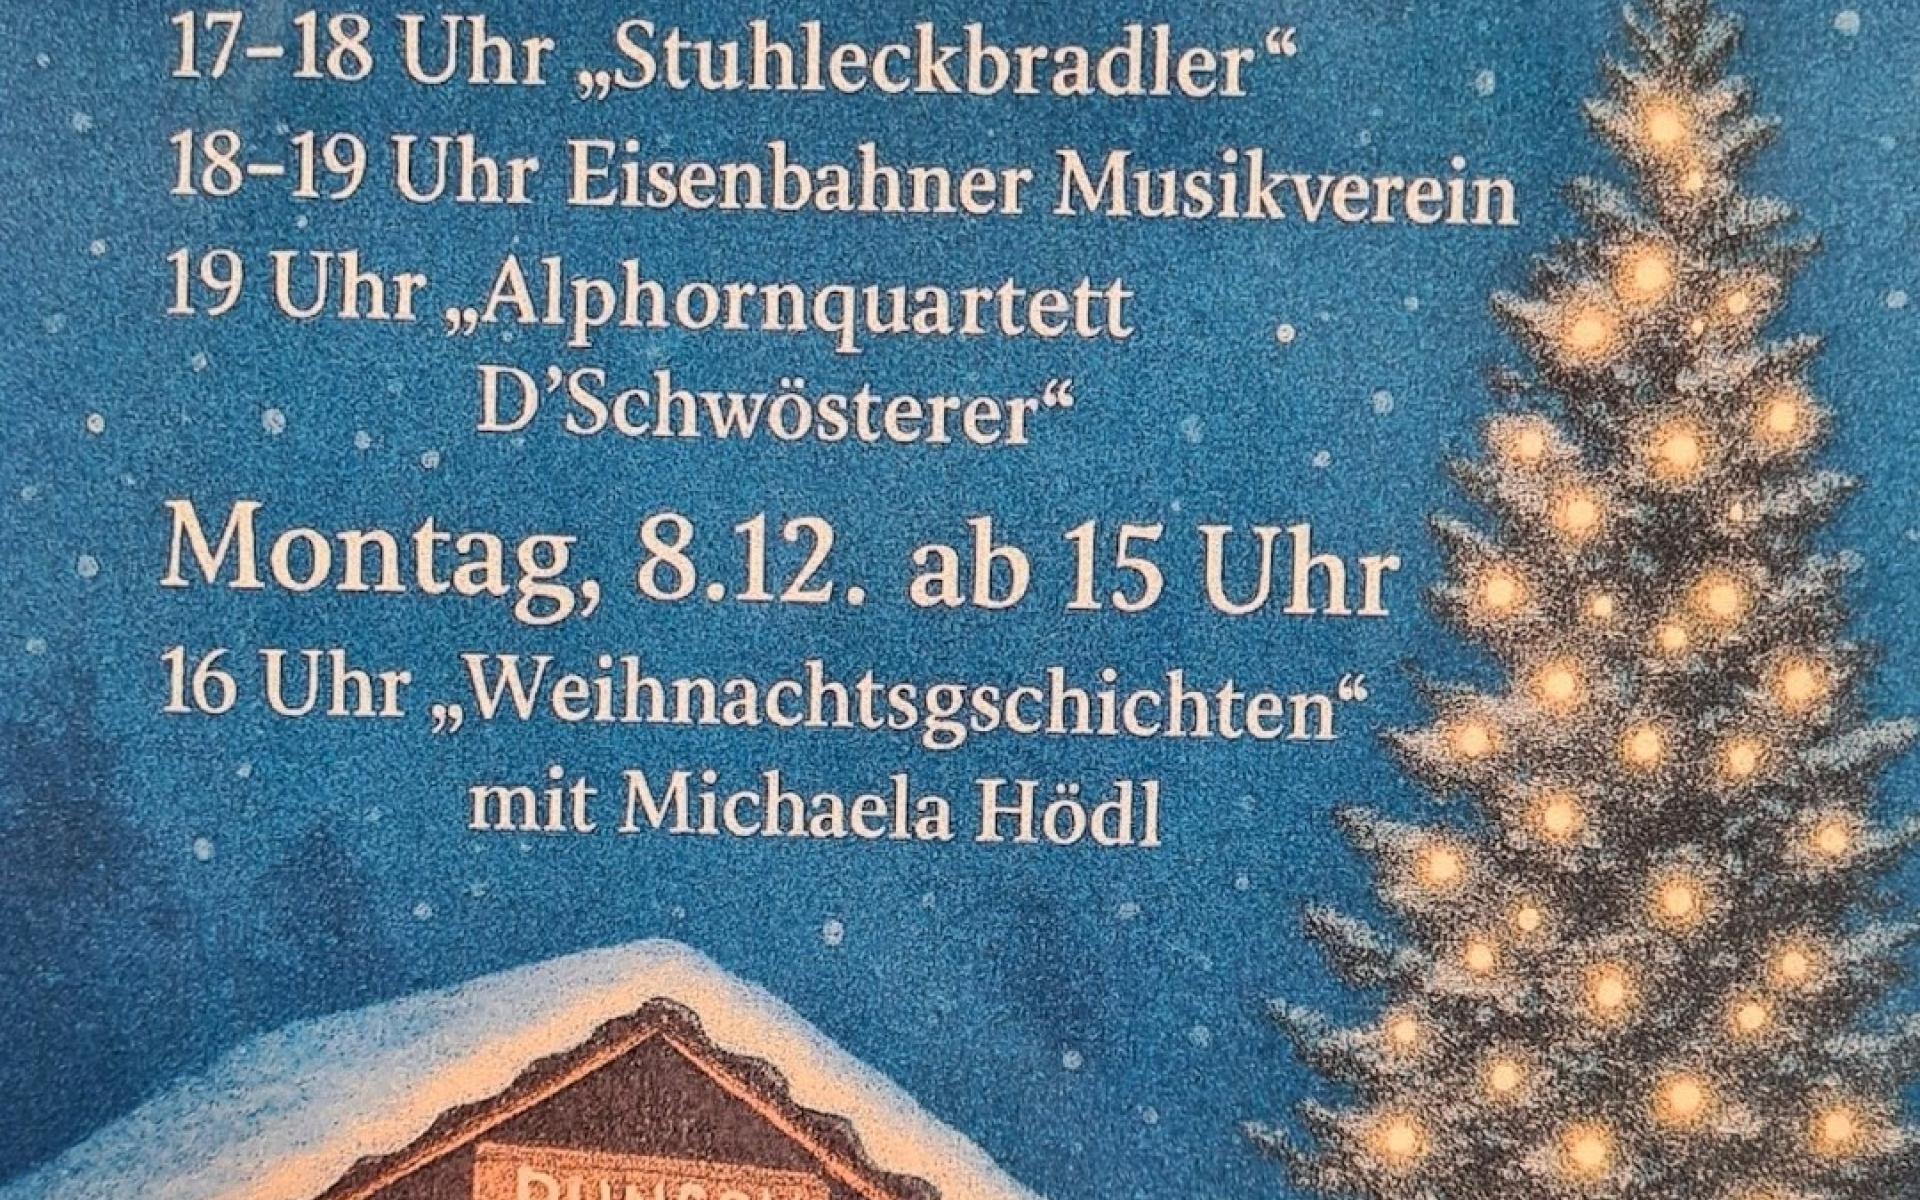 17–18 Uhr „Stuhleckbradler“
18–19 Uhr Eisenbahner Musikverein
19 Uhr „Alphornquartett
D’Schwösterer“
Montag, 8.12. ab 15 Uhr
16 Uhr „Weihnachtsgschichten“
mit Michaela Hödl